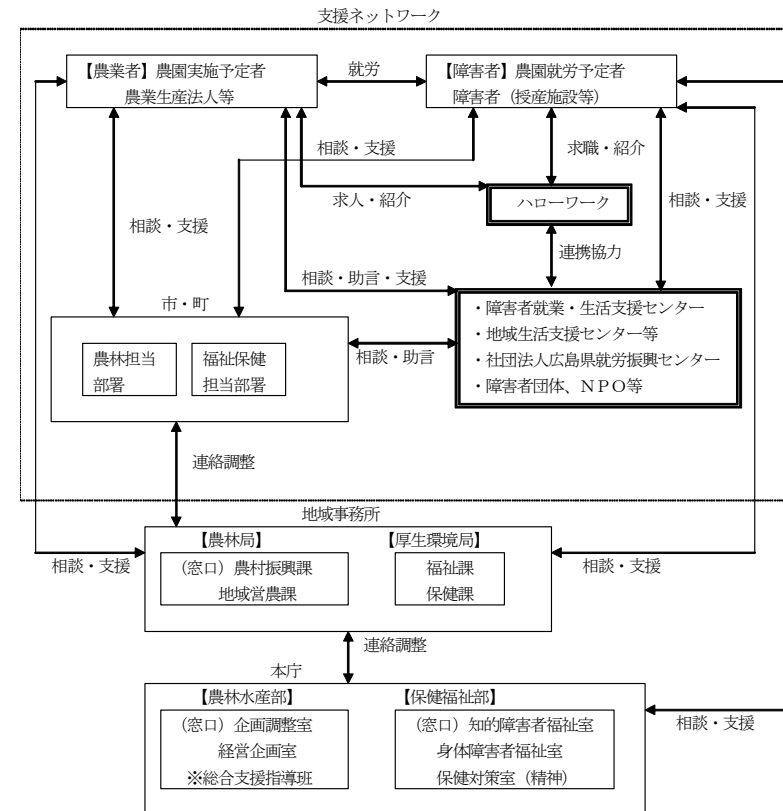 支援ネットワーク
【農業者】農園実施予定者
農業生産法人等
就労
【障害者】農園就労予定者
障害者（授産施設等）
相談・支援
求職・紹介
求人・紹介
ハローワーク
相談・支援
相談・支援
連携協力
相談・助言・支援
市・町
・障害者就業・生活支援センター
・地域生活支援センター等
・社団法人広島県就労振興センター
・障害者団体、ＮＰＯ等
農林担当
部署
福祉保健
担当部署
相談・助言
連絡調整
地域事務所
【農林局】
（窓口）農村振興課
地域営農課
【厚生環境局】
福祉課
保健課
相談・支援
相談・支援
連絡調整
本庁
【農林水産部】
（窓口）企画調整室
経営企画室
※総合支援指導班
【保健福祉部】
（窓口）知的障害者福祉室
身体障害者福祉室
保健対策室（精神）
相談・支援